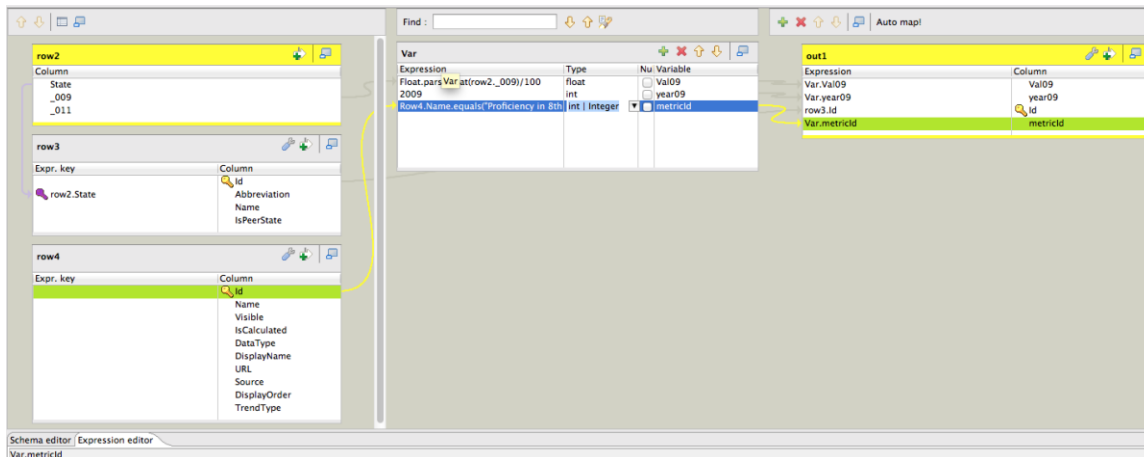 Find :
Auto map!
row2
Column
State
_009
_011
row3
Expr. key Column
Id
row2.State Abbreviation
Name
IsPeerState
row4
Expr. key Column
Id
Name
Visible
IsCalculated
DataType
DisplayName
URL
Source
DisplayOrder
TrendType
Var
Expression Type Nu Variable
Float.pars Var at(row2._009)/100 float Val09
2009 int year09
Row4.Name.equals("Proficiency in 8th int | Integer metricId
out1
Expression Column
Var.Val09 Val09
Var.year09 year09
row3.Id Id
Var.metricId metricId
Schema editor Expression editor
Var.metricId